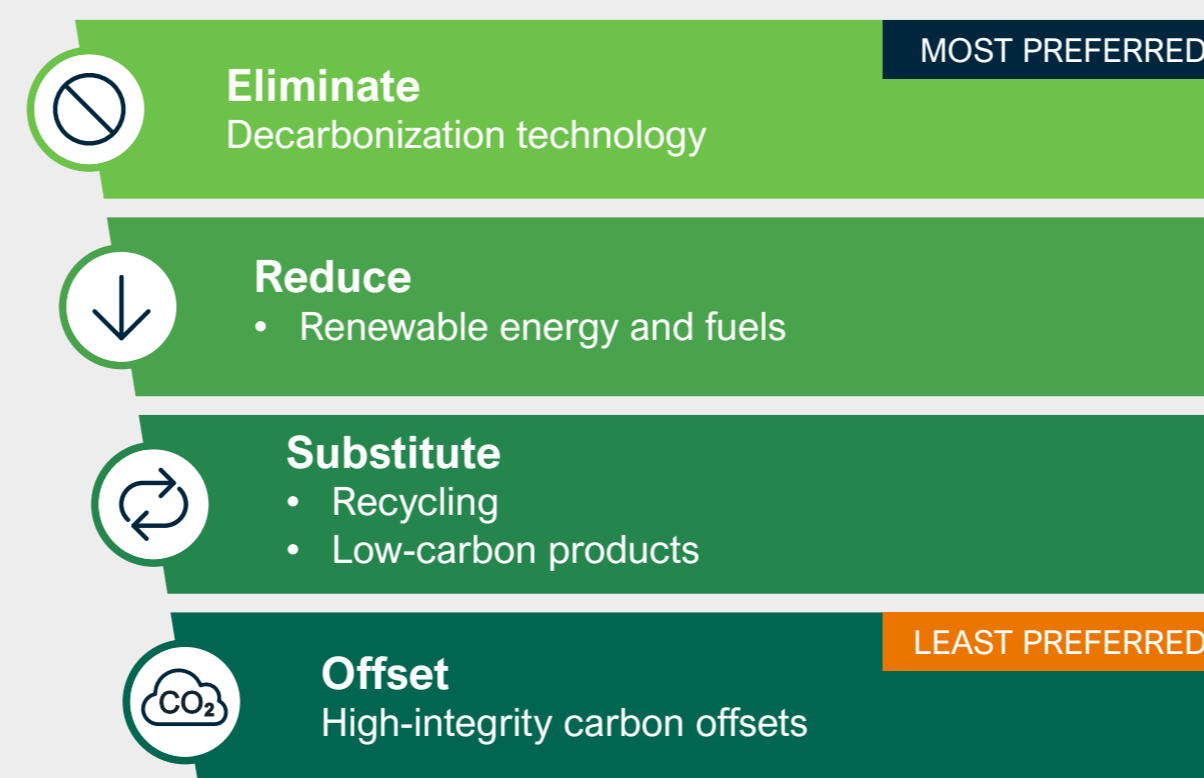 MOST PREFERRED
Eliminate
Decarbonization technology
Reduce
• Renewable energy and fuels
Substitute
• Recycling
• Low-carbon products
LEAST PREFERRED
Offset
High-integrity carbon offsets
CO₂